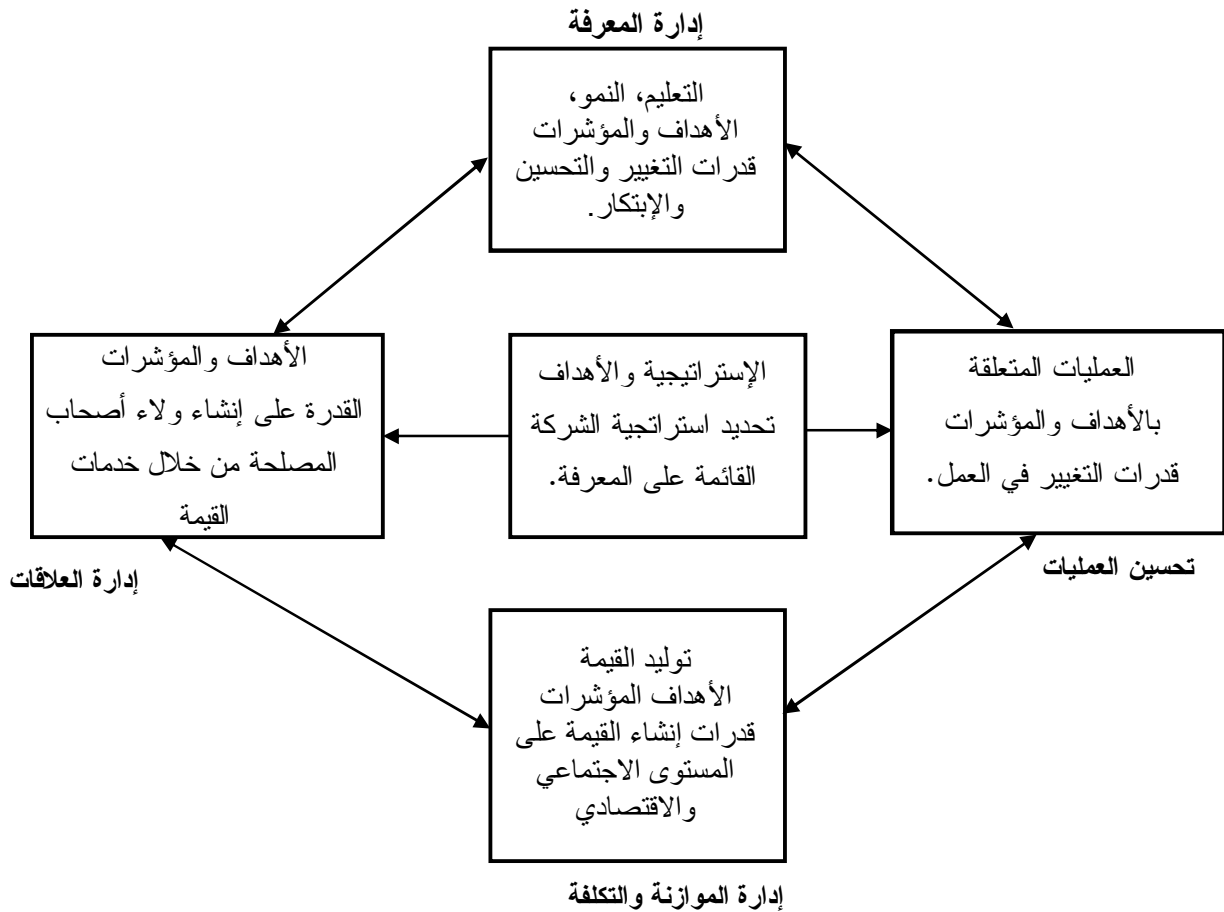 إدارة المعرفة
التعليم، النمو،
الأهداف والمؤشرات
قدرات التغيير والتحسين
والإبتكار.
العمليات المتعلقة
بالأهداف والمؤشرات
قدرات التغيير في العمل.
تحسين العمليات
الإستراتيجية والأهداف
تحديد استراتجية الشركة
القائمة على المعرفة.
الأهداف والمؤشرات
القدرة على إنشاء ولاء أصحاب
المصلحة من خلال خدمات
القيمة
إدارة العلاقات
توليد القيمة
الأهداف المؤشرات
قدرات إنشاء القيمة على
المستوى الاجتماعي
والاقتصادي
إدارة الموازنة والتكلفة